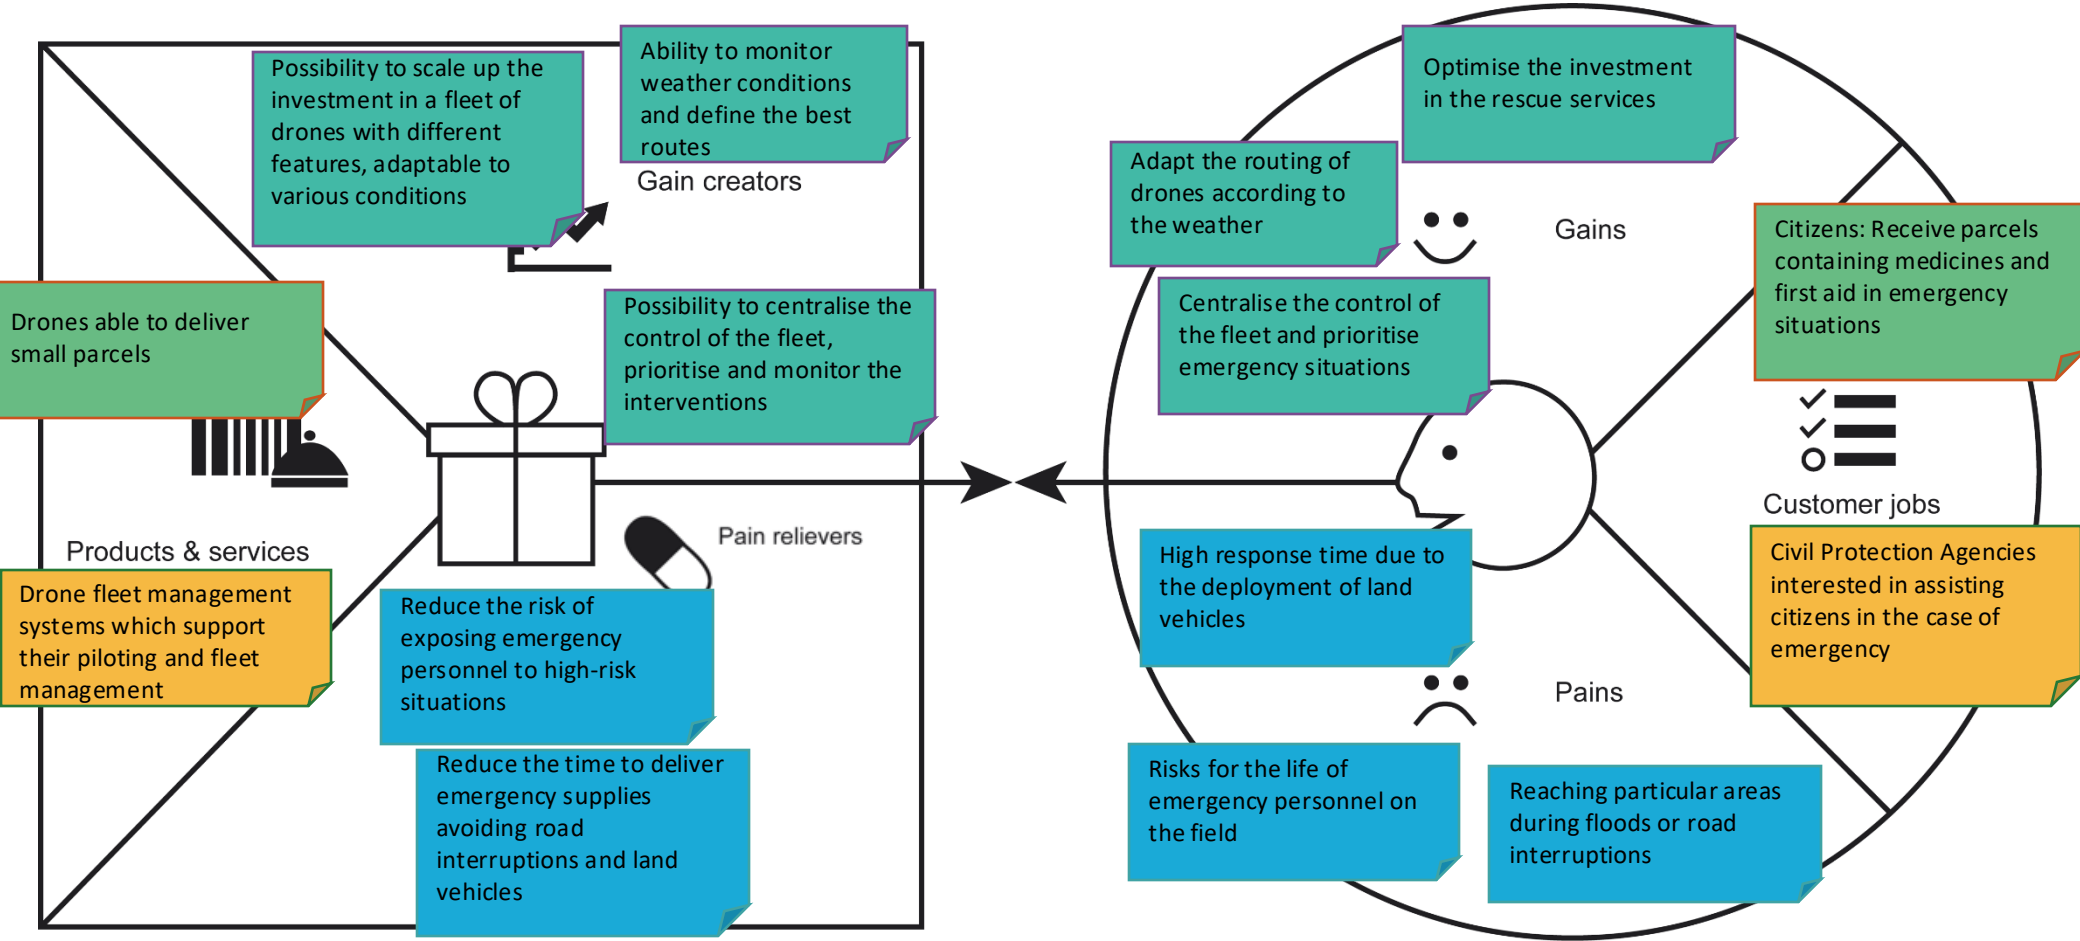 Possibility to scale up the
investment in a fleet of
drones with different
features, adaptable to
various conditions
Ability to monitor
weather conditions
and define the best
routes
Gain creators
Drones able to deliver
small parcels
Possibility to centralise the
control of the fleet,
prioritise and monitor the
interventions
Products & services
Pain relievers
Drone fleet management
systems which support
their piloting and fleet
management
Reduce the risk of
exposing emergency
personnel to high-risk
situations
Reduce the time to deliver
emergency supplies
avoiding road
interruptions and land
vehicles
Optimise the investment
in the rescue services
Adapt the routing of
drones according to
the weather
Gains
Centralise the control of
the fleet and prioritise
emergency situations
Citizens: Receive parcels
containing medicines and
first aid in emergency
situations
Customer jobs
Civil Protection Agencies
interested in assisting
citizens in the case of
emergency
High response time due to
the deployment of land
vehicles
Pains
Risks for the life of
emergency personnel on
the field
Reaching particular areas
during floods or road
interruptions